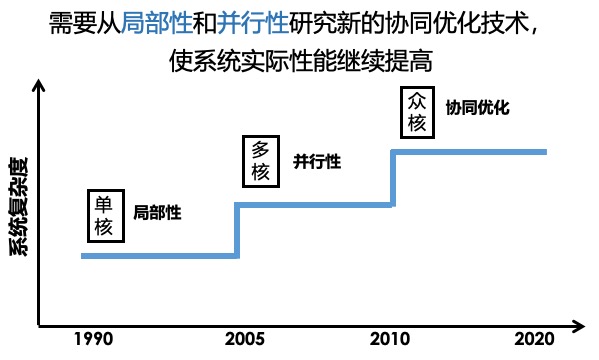 需要从局部性和并行性研究新的协同优化技术，
使系统实际性能继续提高
众
核
协同优化
多
核
并行性
单
核
局部性
系统复杂度
1990
2005
2010
2020